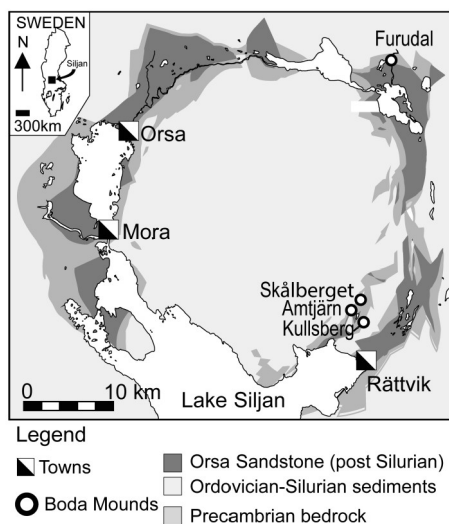 SWEDEN
N
Siljan
300km
Furudal
Orsa
Mora
Skålberget
Amtjärn
Kullsberg
Rättvik
0 10 km
Lake Siljan
Legend
Towns
Boda Mounds
Orsa Sandstone (post Silurian)
Ordovician-Silurian sediments
Precambrian bedrock